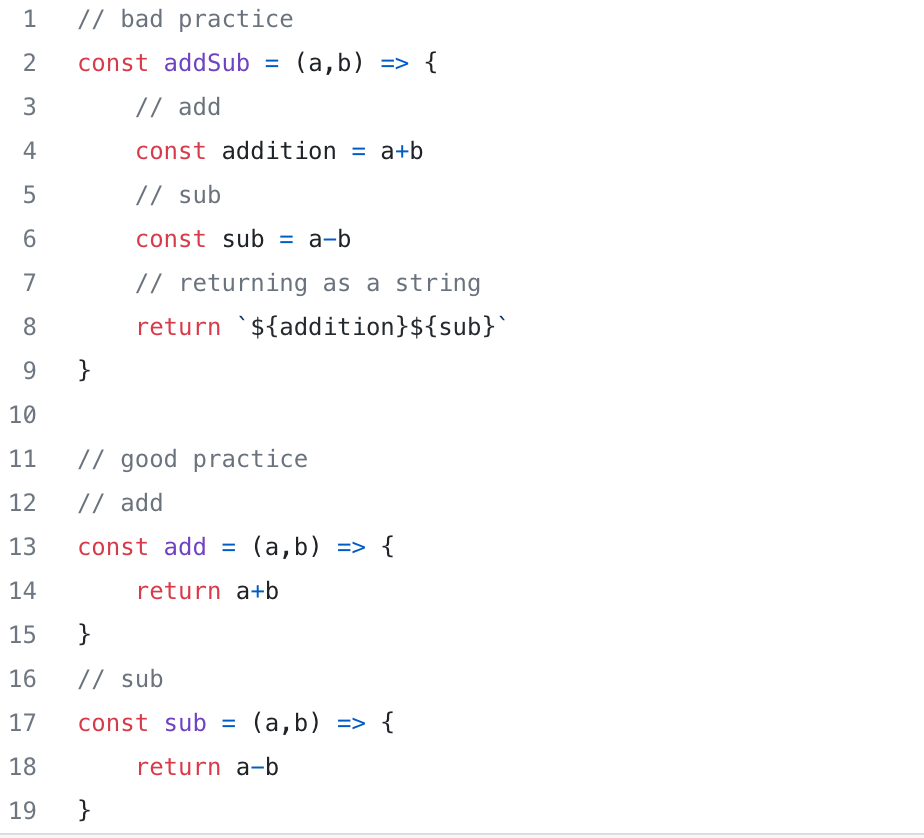 1 // bad practice
2 const addSub = (a,b) => {
3     // add
4     const addition = a+b
5     // sub
6     const sub = a−b
7     // returning as a string
8     return `${addition}${sub}`
9 }
10
11 // good practice
12 // add
13 const add = (a,b) => {
14     return a+b
15 }
16 // sub
17 const sub = (a,b) => {
18     return a−b
19 }